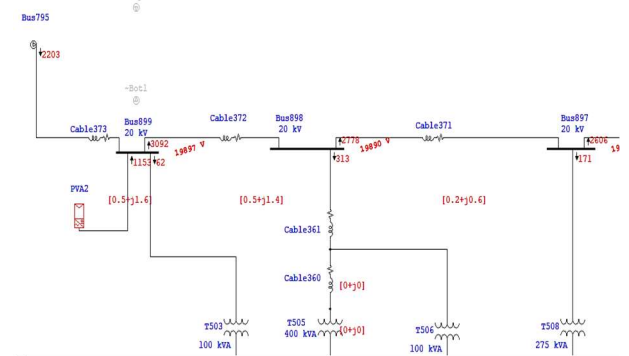 Bus795
2203
~Bot1
Cable373
Bus899
20 kV
3092
1153
62
19897 V
Cable372
Bus898
20 kV
2778
313
19890 V
Cable371
Bus897
20 kV
2606
171
19
PVA2
[0.5+j1.6]
[0.5+j1.4]
[0.2+j0.6]
Cable361
Cable360
[0+j0]
T503
100 kVA
T505
400 kVA
[0+j0]
T506
100 kVA
T508
275 kVA